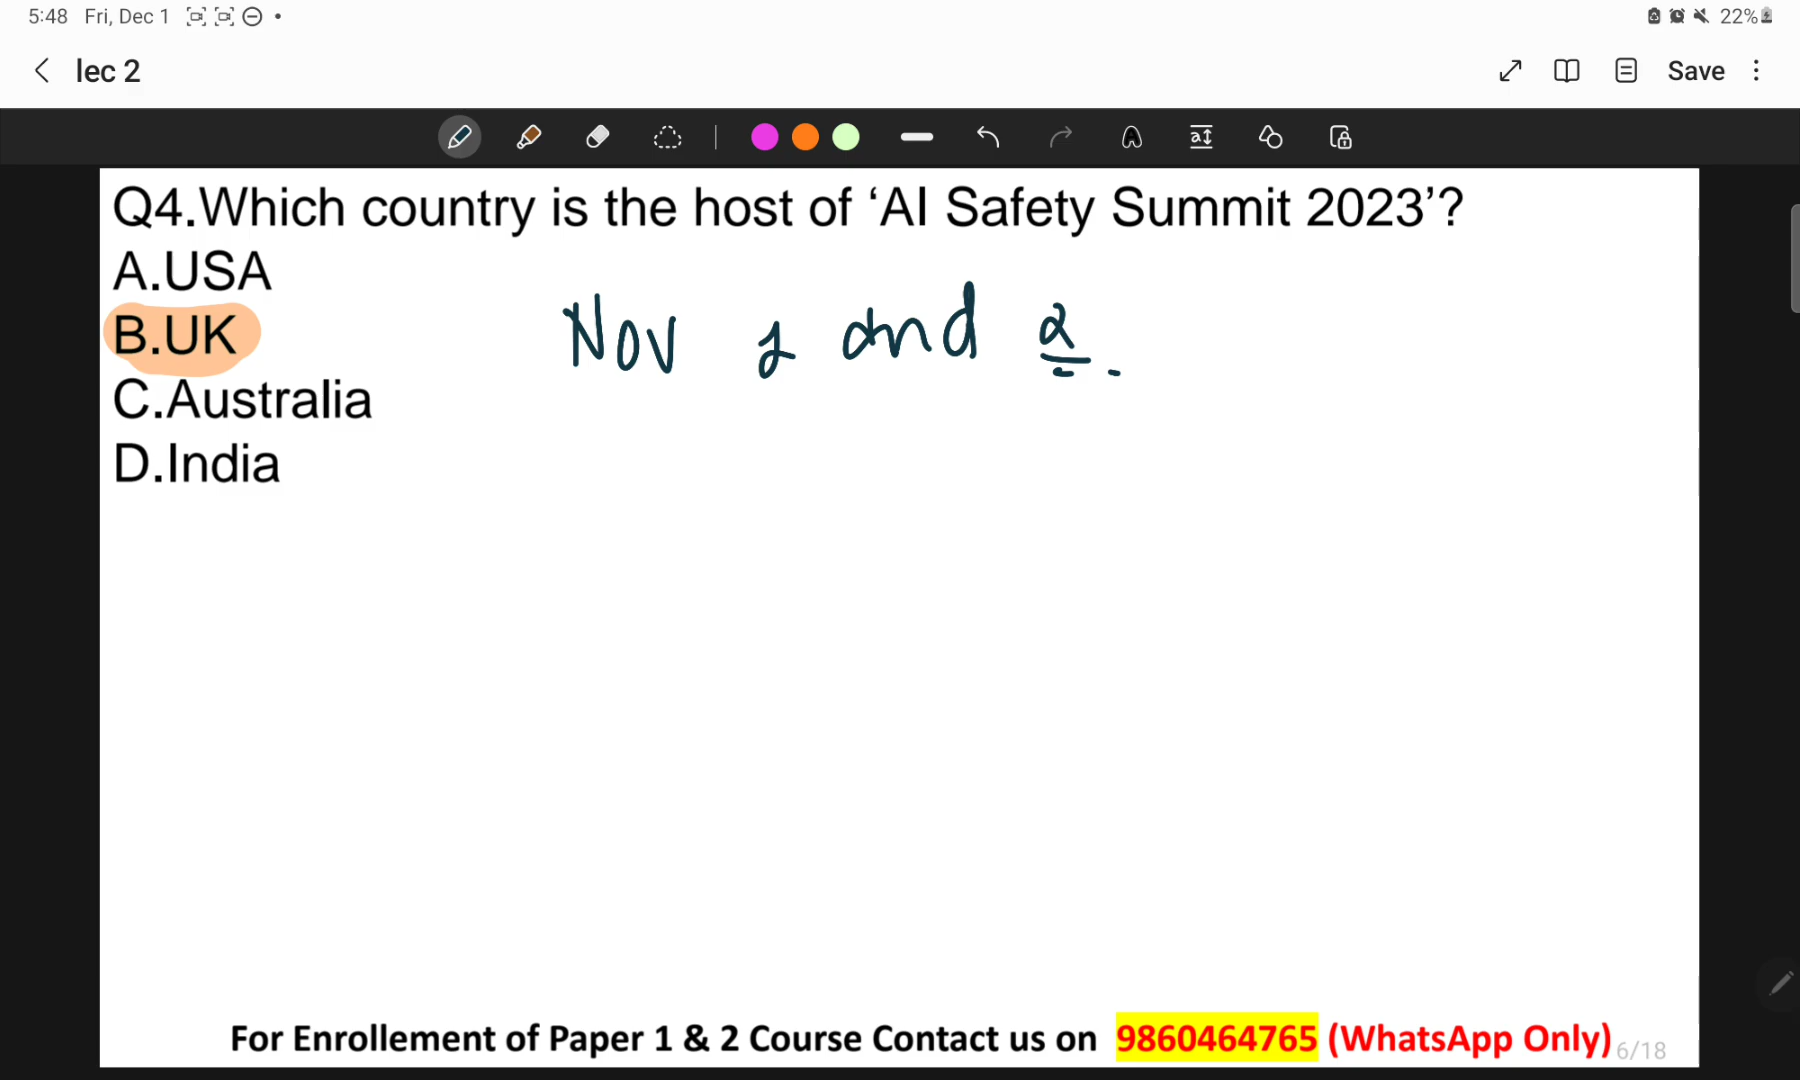 5:48 Fri, Dec 1 22%
lec 2 Save
Q4.Which country is the host of ‘AI Safety Summit 2023’?
A.USA
B.UK
C.Australia
D.India
Nov 1 and 2.
For Enrollement of Paper 1 & 2 Course Contact us on 9860464765 (WhatsApp Only)
6/18